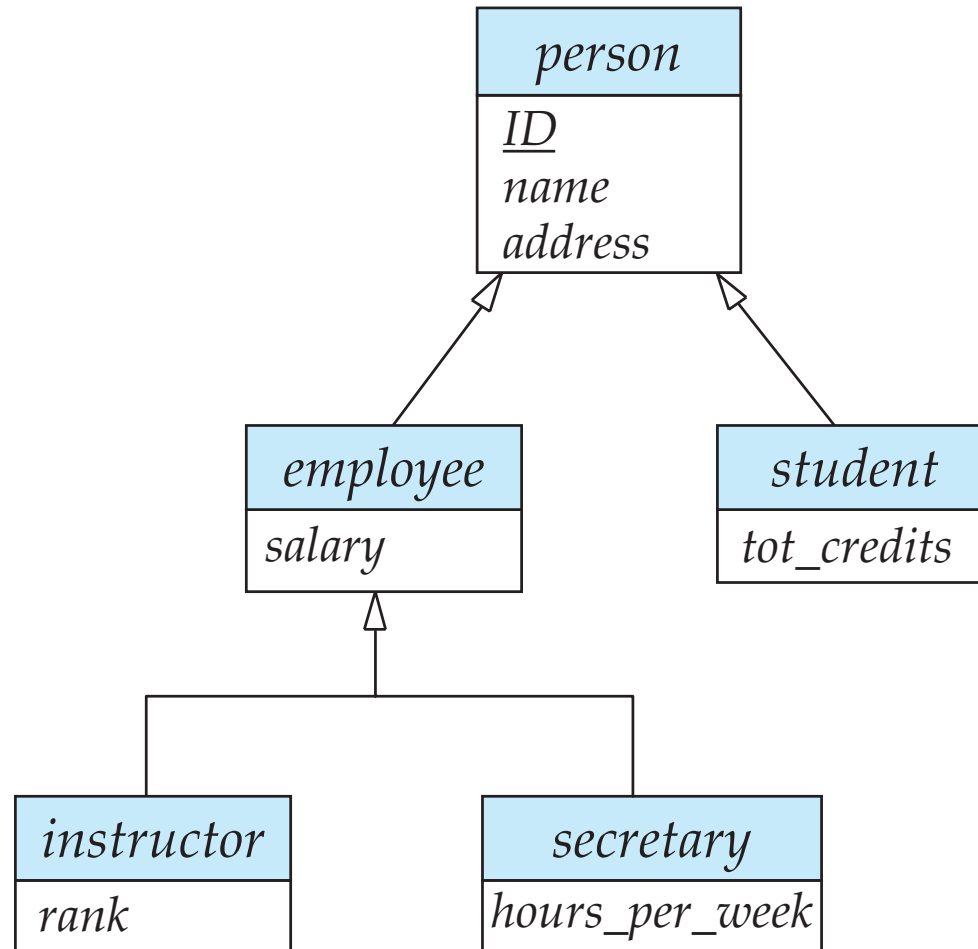 person
ID
name
address
employee
salary
student
tot_credits
instructor
rank
secretary
hours_per_week